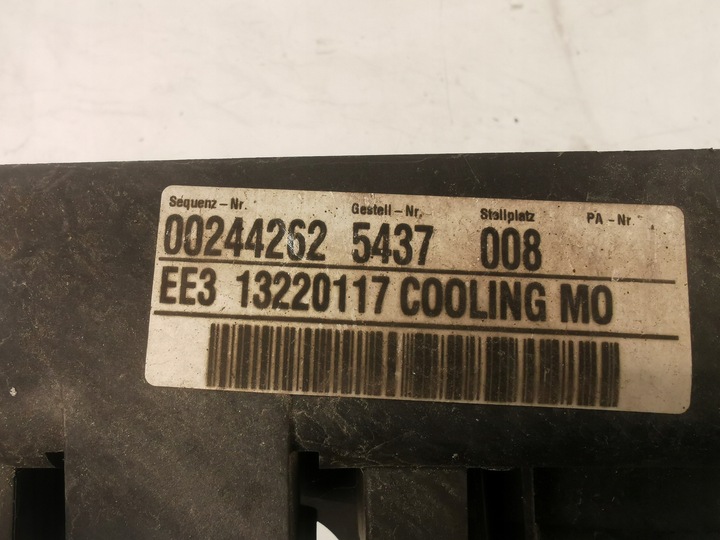 Sequenz-Nr. Gestell-Nr. Stellplatz PA-Nr.
00244262 5437 008
EE3 13220117 COOLING MO